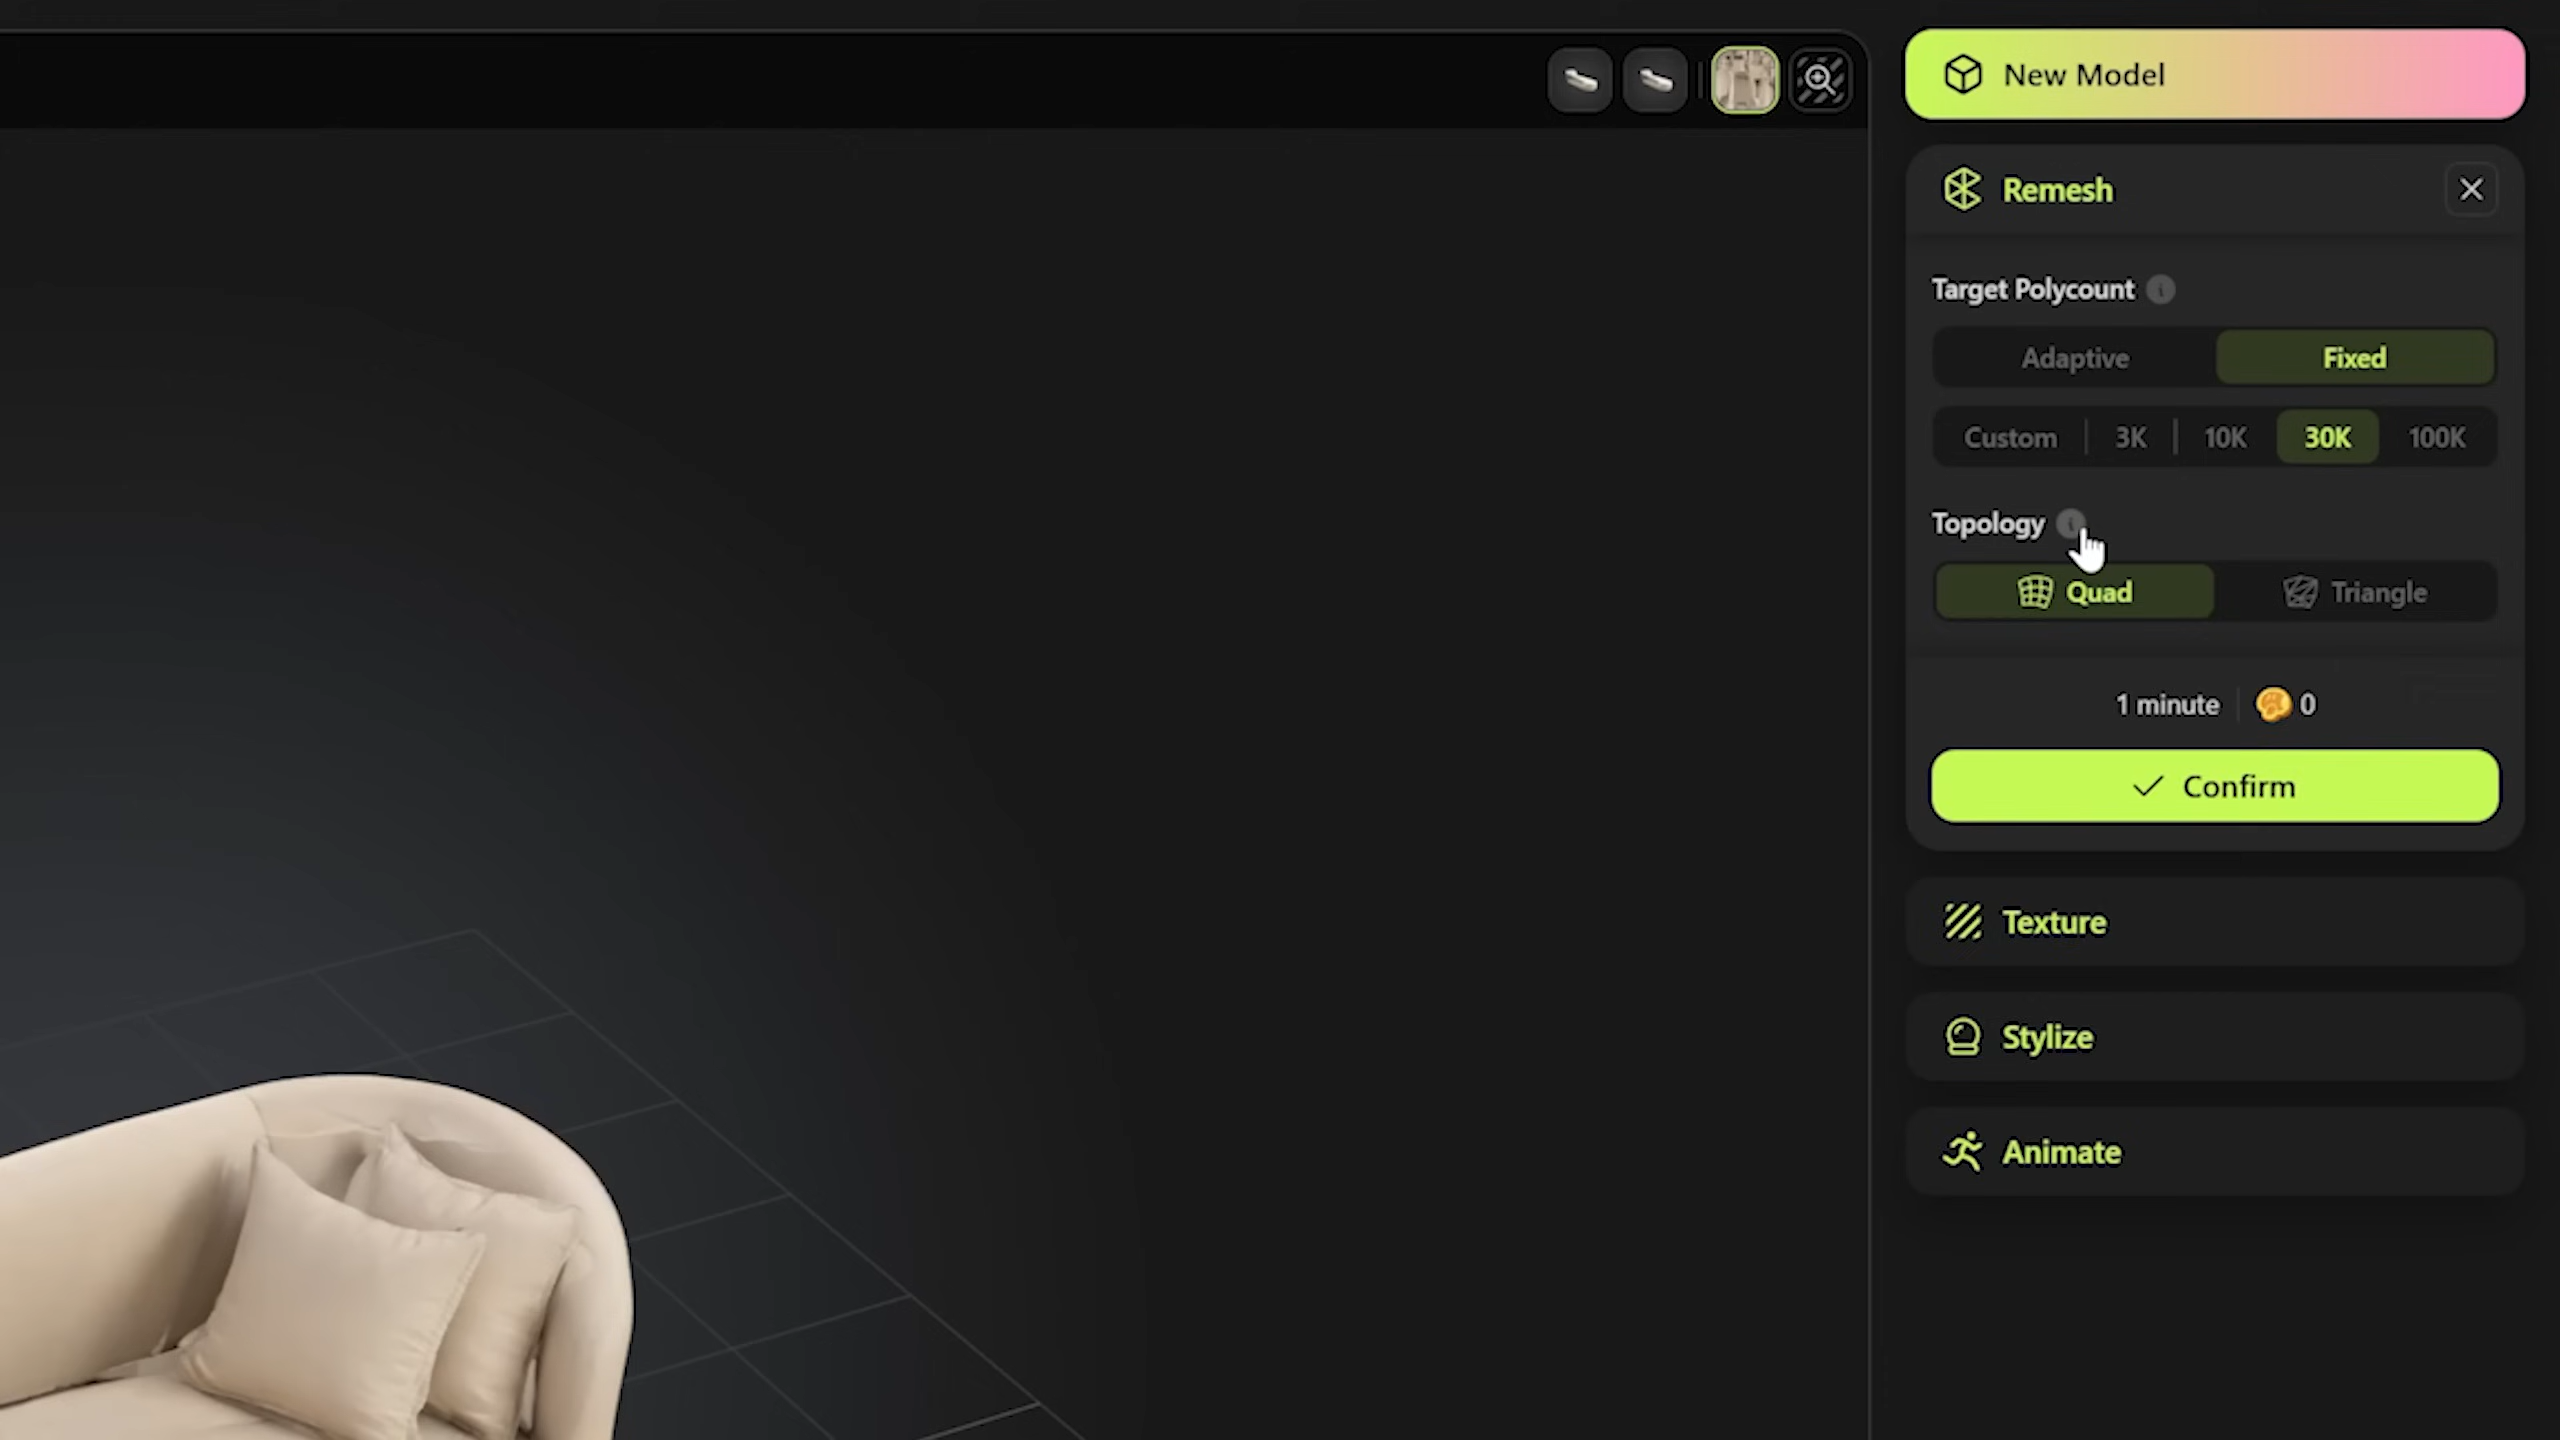 New Model
Remesh
Target Polycount
Adaptive Fixed
Custom 3K 10K 30K 100K
Topology
Quad Triangle
1 minute 0
Confirm
Texture
Stylize
Animate